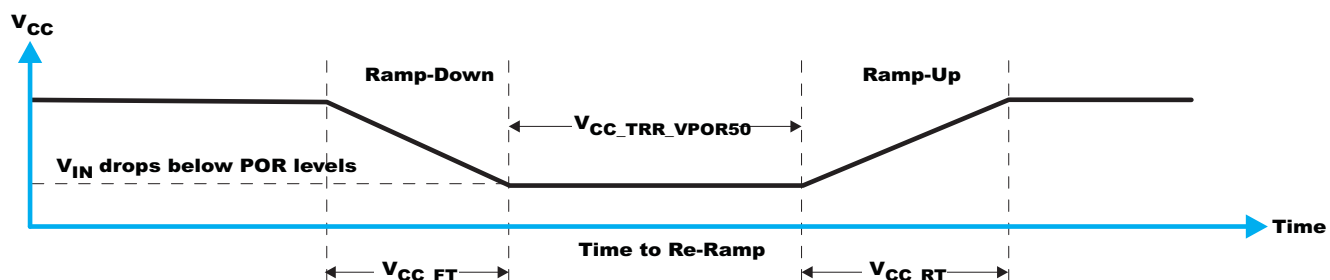 VCC
Ramp-Down
Ramp-Up
VCC_TRR_VPOR50
VIN drops below POR levels
Time
Time to Re-Ramp
VCC_FT
VCC_RT